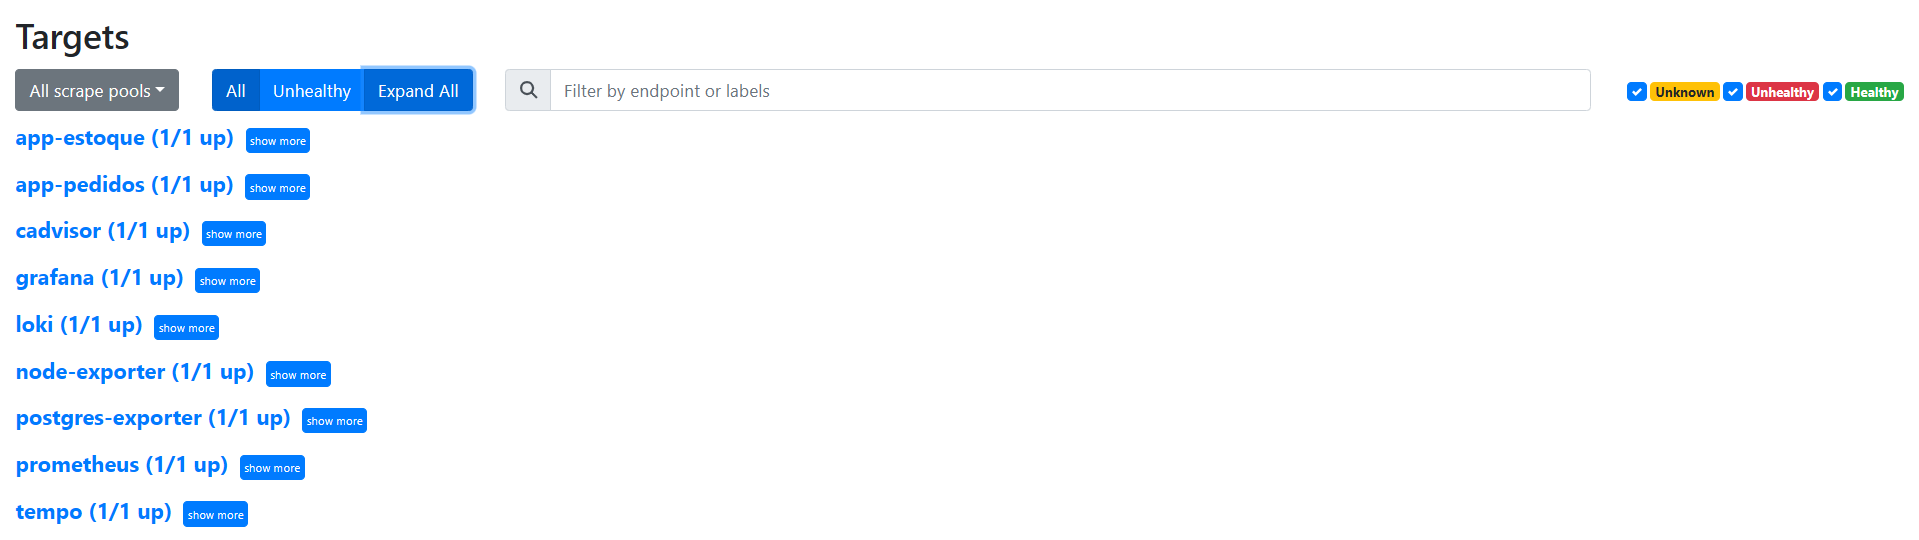 Targets
All scrape pools All Unhealthy Expand All Filter by endpoint or labels Unknown Unhealthy Healthy
app-estoque (1/1 up) show more
app-pedidos (1/1 up) show more
cadvisor (1/1 up) show more
grafana (1/1 up) show more
loki (1/1 up) show more
node-exporter (1/1 up) show more
postgres-exporter (1/1 up) show more
prometheus (1/1 up) show more
tempo (1/1 up) show more